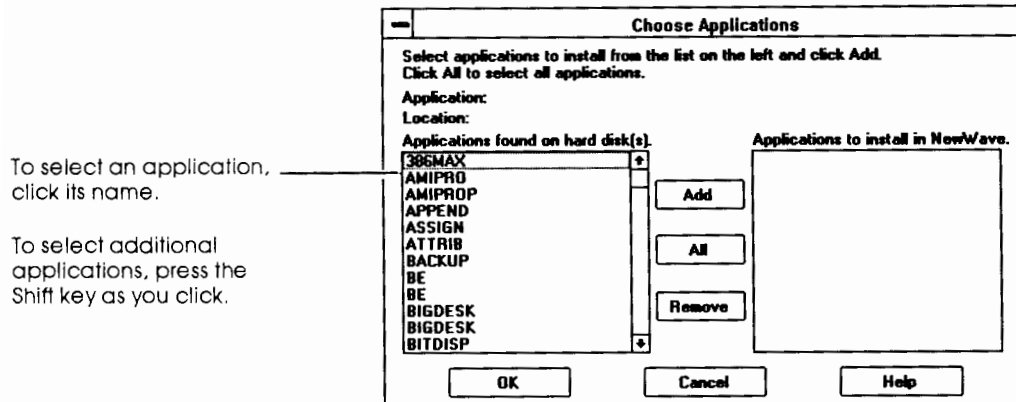 Choose Applications
Select applications to install from the list on the left and click Add.
Click All to select all applications.
Application:
Location:
Applications found on hard disk(s).
Applications to install in NewWave.
To select an application,
click its name.
To select additional
applications, press the
Shift key as you click.
386MAX
AMIPRO
AMIPROP
APPEND
ASSIGN
ATTRIB
BACKUP
BE
BE
BIGDESK
BIGDESK
BITDISP
Add
All
Remove
OK
Cancel
Help